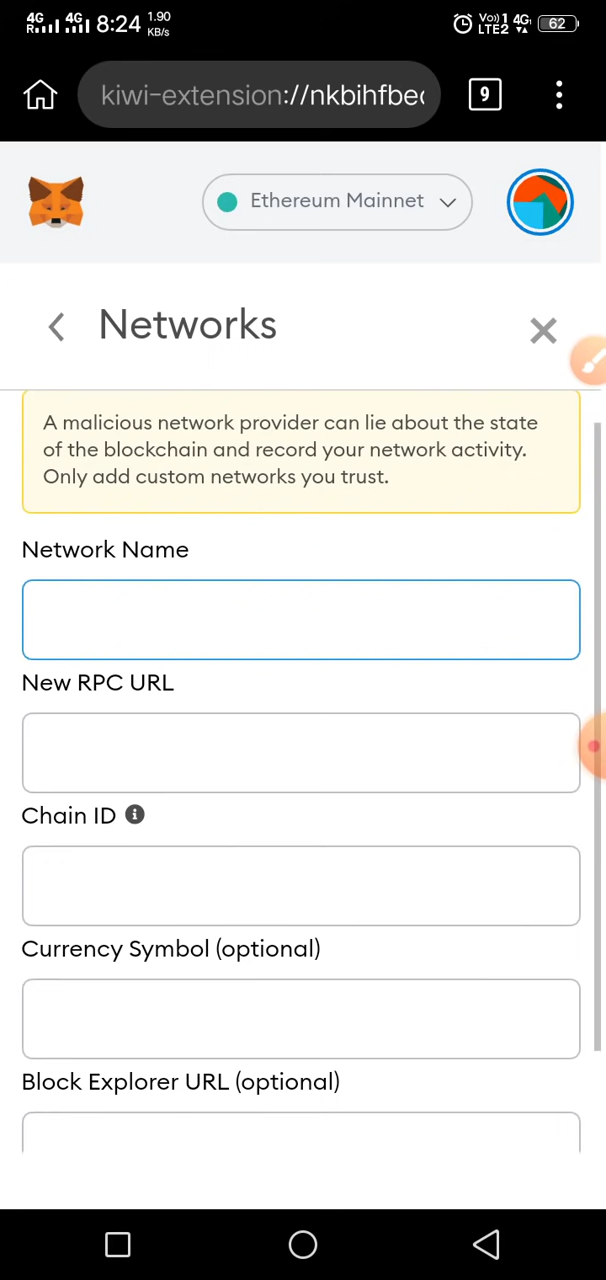 4G 4G 8:24 1.90
R KB/s
Vo) 1 4G 62
LTE2
kiwi-extension://nkbihfbe
9
Ethereum Mainnet
Networks
A malicious network provider can lie about the state
of the blockchain and record your network activity.
Only add custom networks you trust.
Network Name
New RPC URL
Chain ID
Currency Symbol (optional)
Block Explorer URL (optional)